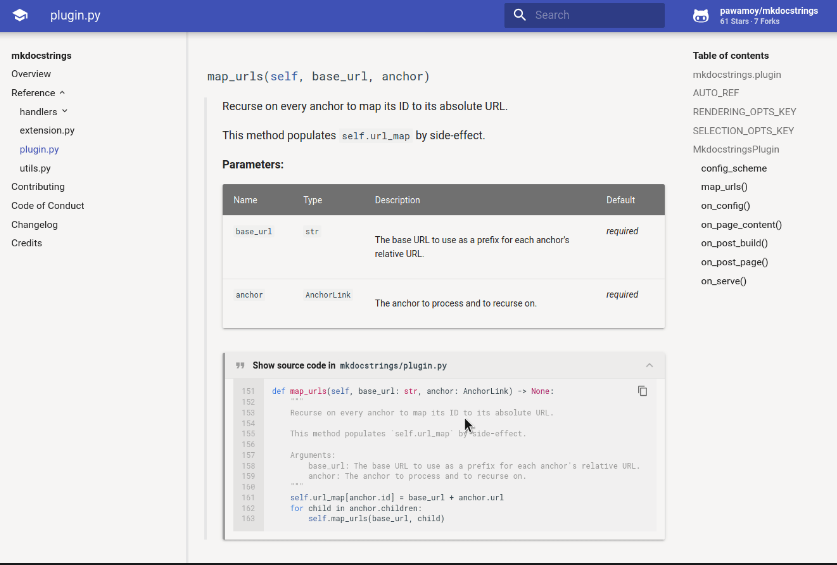 plugin.py
Search
pawamoy/mkdocstrings
61 Stars · 7 Forks
mkdocstrings
Overview
Reference
handlers
extension.py
plugin.py
utils.py
Contributing
Code of Conduct
Changelog
Credits
map_urls(self, base_url, anchor)
Recurse on every anchor to map its ID to its absolute URL.
This method populates self.url_map by side-effect.
Parameters:
Name Type Description Default
base_url str The base URL to use as a prefix for each anchor's required
relative URL.
anchor AnchorLink The anchor to process and to recurse on. required
Show source code in mkdocstrings/plugin.py
151 def map_urls(self, base_url: str, anchor: AnchorLink) -> None:
152 """
153 Recurse on every anchor to map its ID to its absolute URL.
154
155 This method populates `self.url_map` by side-effect.
156
157 Arguments:
158 base_url: The base URL to use as a prefix for each anchor's relative URL.
159 anchor: The anchor to process and to recurse on.
160 """
161 self.url_map[anchor.id] = base_url + anchor.url
162 for child in anchor.children:
163 self.map_urls(base_url, child)
Table of contents
mkdocstrings.plugin
AUTO_REF
RENDERING_OPTS_KEY
SELECTION_OPTS_KEY
MkdocstringsPlugin
config_scheme
map_urls()
on_config()
on_page_content()
on_post_build()
on_post_page()
on_serve()